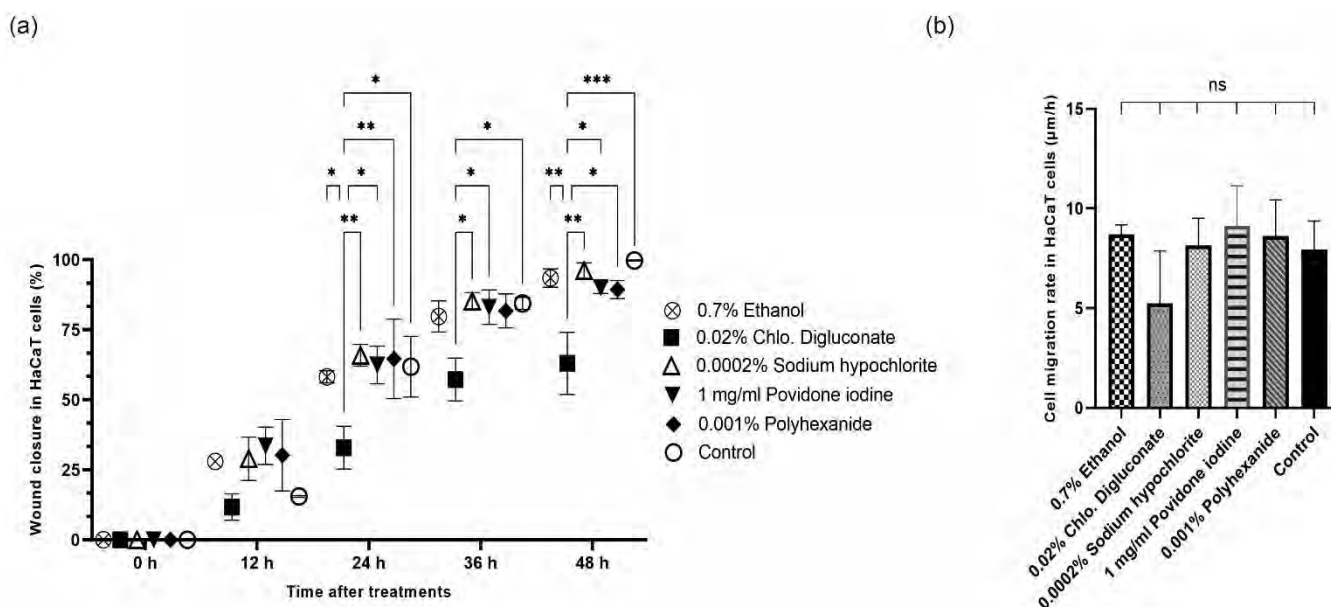 (a)
(b)
*
***
**
*
*
ns
*
*
*
**
*
**
*
**
100
75
50
25
0
Wound closure in HaCaT cells (%)
0 h
12 h
24 h
36 h
48 h
Time after treatments
0.7% Ethanol
0.02% Chlo. Digluconate
0.0002% Sodium hypochlorite
1 mg/ml Povidone iodine
0.001% Polyhexanide
Control
15
10
5
0
Cell migration rate in HaCaT cells (µm/h)
0.7% Ethanol
0.02% Chlo. Digluconate
0.0002% Sodium hypochlorite
1 mg/ml Povidone iodine
0.001% Polyhexanide
Control